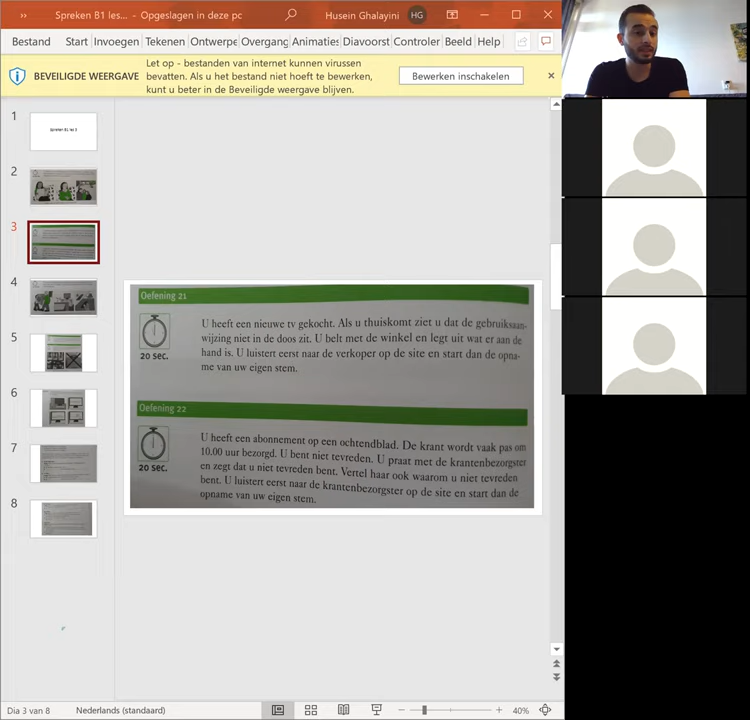 Spreken B1 les... - Opgeslagen in deze pc
Husein Ghalayini
HG
Bestand Start Invoegen Tekenen Ontwerpe Overgang Animaties Diavoorst Controler Beeld Help
BEVEILIGDE WEERGAVE
Let op - bestanden van internet kunnen virussen
bevatten. Als u het bestand niet hoeft te bewerken,
kunt u beter in de Beveiligde weergave blijven.
Bewerken inschakelen
1
Spreken B1 les 3
2
3
4
5
6
7
8
Oefening 21
20 sec.
U heeft een nieuwe tv gekocht. Als u thuiskomt ziet u dat de gebruiksaan-
wijzing niet in de doos zit. U belt met de winkel en legt uit wat er aan de
hand is. U luistert eerst naar de verkoper op de site en start dan de opna-
me van uw eigen stem.
Oefening 22
20 sec.
U heeft een abonnement op een ochtendblad. De krant wordt vaak pas om
10.00 uur bezorgd. U bent niet tevreden. U praat met de krantenbezorgster
en zegt dat u niet tevreden bent. Vertel haar ook waarom u niet tevreden
bent. U luistert eerst naar de krantenbezorgster op de site en start dan de
opname van uw eigen stem.
Dia 3 van 8
Nederlands (standaard)
40%